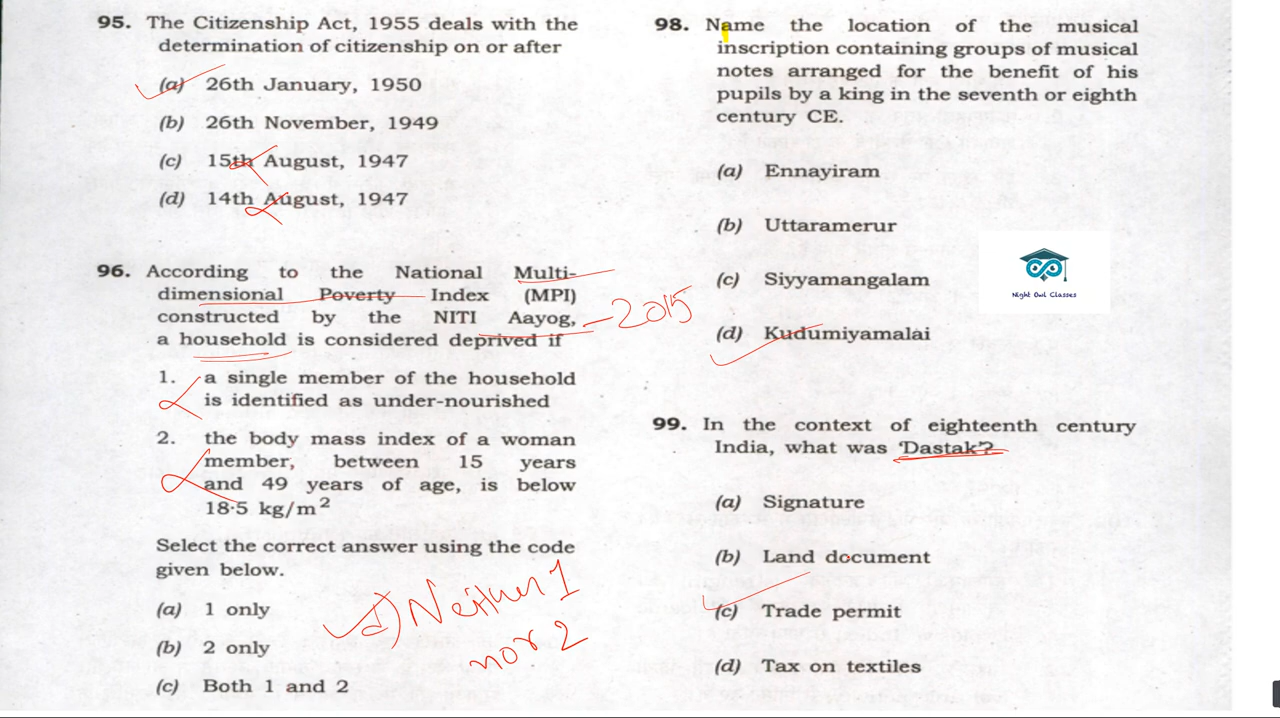 95. The Citizenship Act, 1955 deals with the
determination of citizenship on or after
(a) 26th January, 1950
(b) 26th November, 1949
(c) 15th August, 1947
(d) 14th August, 1947
96. According to the National Multi-
dimensional Poverty Index (MPI)
constructed by the NITI Aayog, – 2015
a household is considered deprived if
1. a single member of the household
is identified as under-nourished
2. the body mass index of a woman
member, between 15 years
and 49 years of age, is below
18·5 kg/m²
Select the correct answer using the code
given below.
(a) 1 only
(b) 2 only
(c) Both 1 and 2
d) Neither 1
nor 2
98. Name the location of the musical
inscription containing groups of musical
notes arranged for the benefit of his
pupils by a king in the seventh or eighth
century CE.
(a) Ennayiram
(b) Uttaramerur
(c) Siyyamangalam
(d) Kudumiyamalai
Night Owl Classes
99. In the context of eighteenth century
India, what was 'Dastak'?
(a) Signature
(b) Land document
(c) Trade permit
(d) Tax on textiles